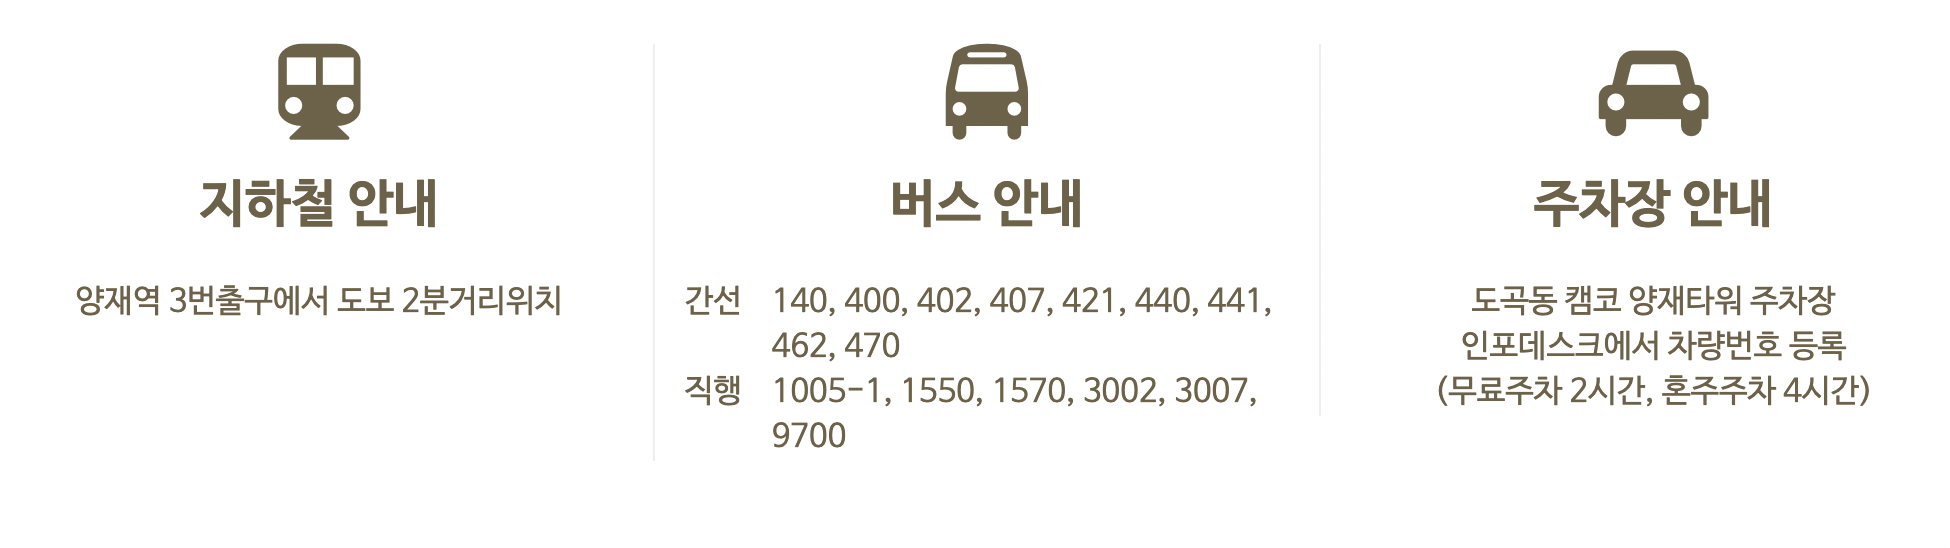 지하철 안내
양재역 3번출구에서 도보 2분거리위치
버스 안내
간선 140, 400, 402, 407, 421, 440, 441,
462, 470
직행 1005-1, 1550, 1570, 3002, 3007,
9700
주차장 안내
도곡동 캠코 양재타워 주차장
인포데스크에서 차량번호 등록
(무료주차 2시간, 혼주주차 4시간)